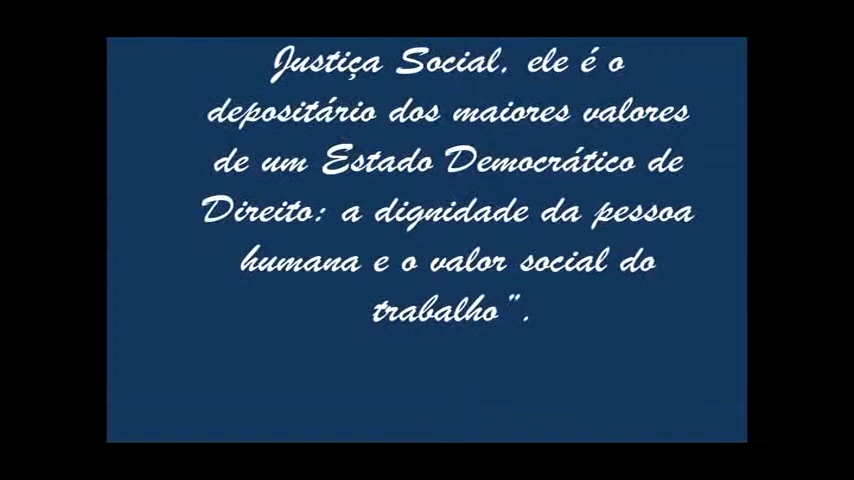 Justiça Social, ele é o
depositário dos maiores valores
de um Estado Democrático de
Direito: a dignidade da pessoa
humana e o valor social do
trabalho”.